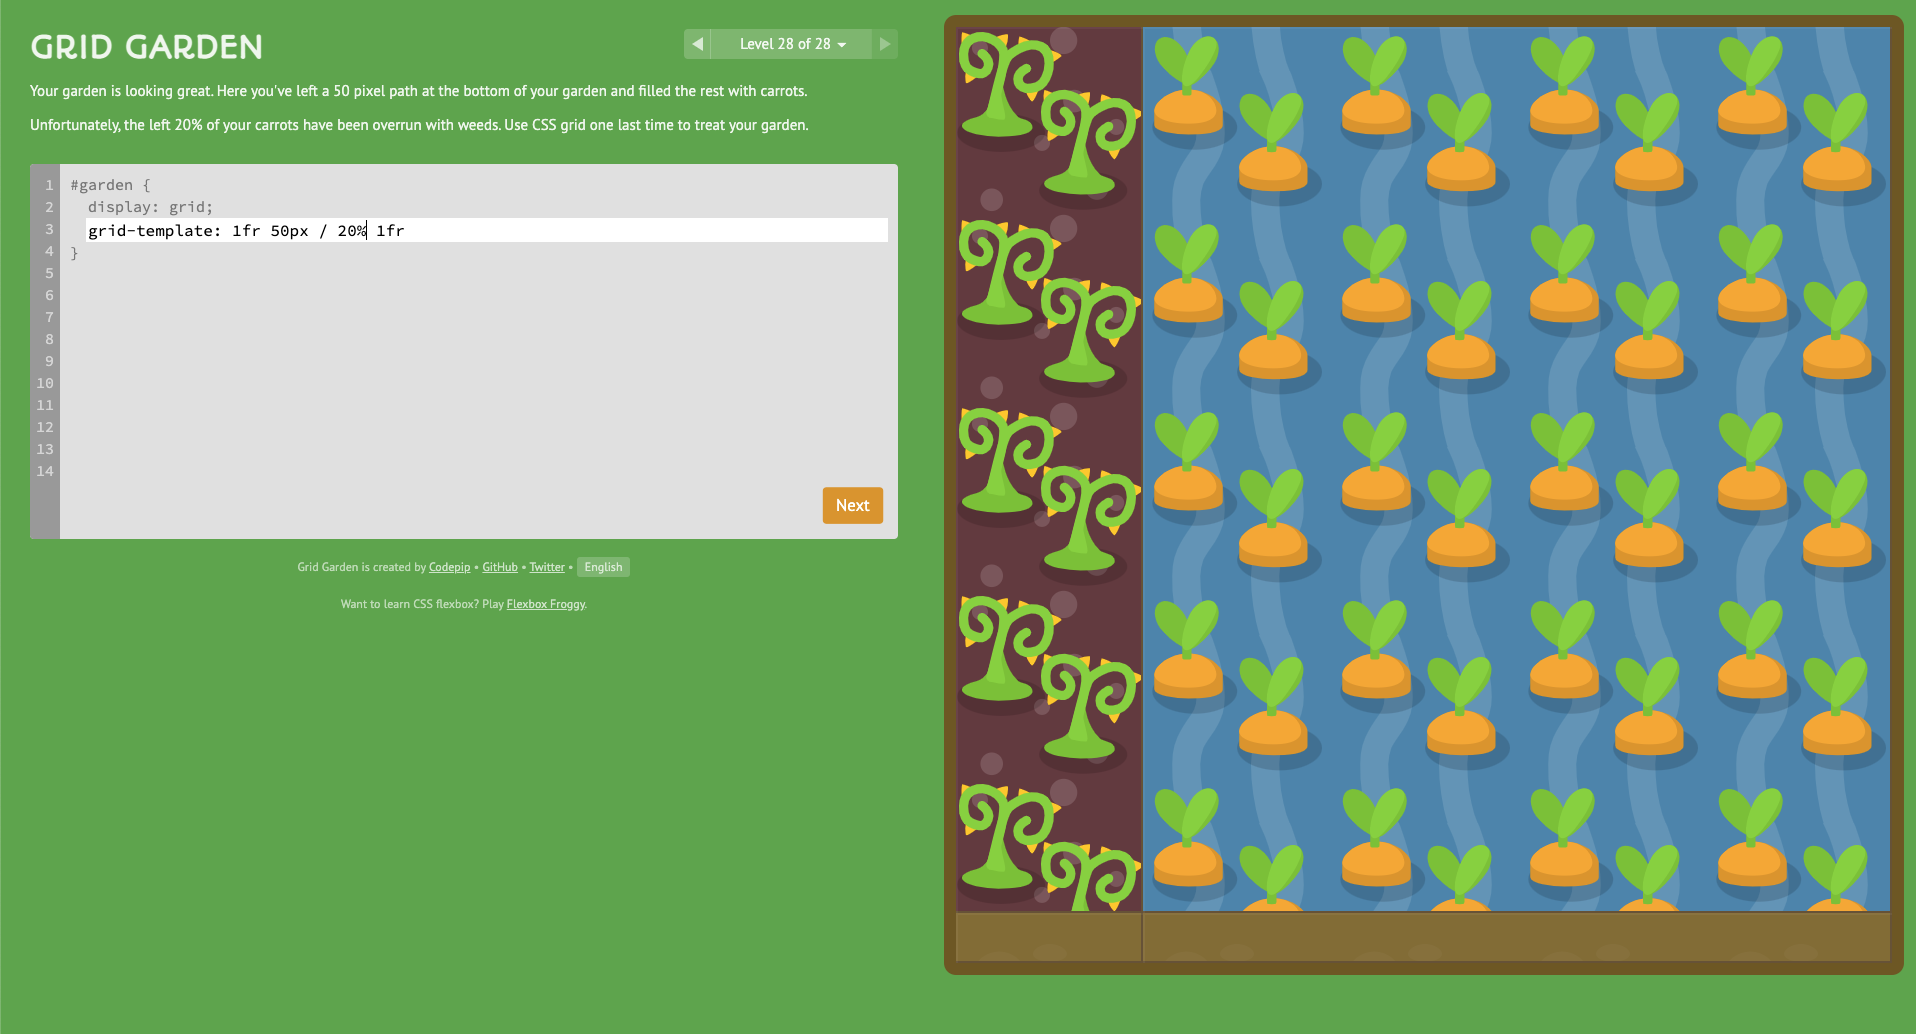 GRID GARDEN
Level 28 of 28
Your garden is looking great. Here you've left a 50 pixel path at the bottom of your garden and filled the rest with carrots.
Unfortunately, the left 20% of your carrots have been overrun with weeds. Use CSS grid one last time to treat your garden.
1 #garden {
2 display: grid;
3 grid-template: 1fr 50px / 20% 1fr
4 }
5
6
7
8
9
10
11
12
13
14
Next
Grid Garden is created by Codepip • GitHub • Twitter • English
Want to learn CSS flexbox? Play Flexbox Froggy.